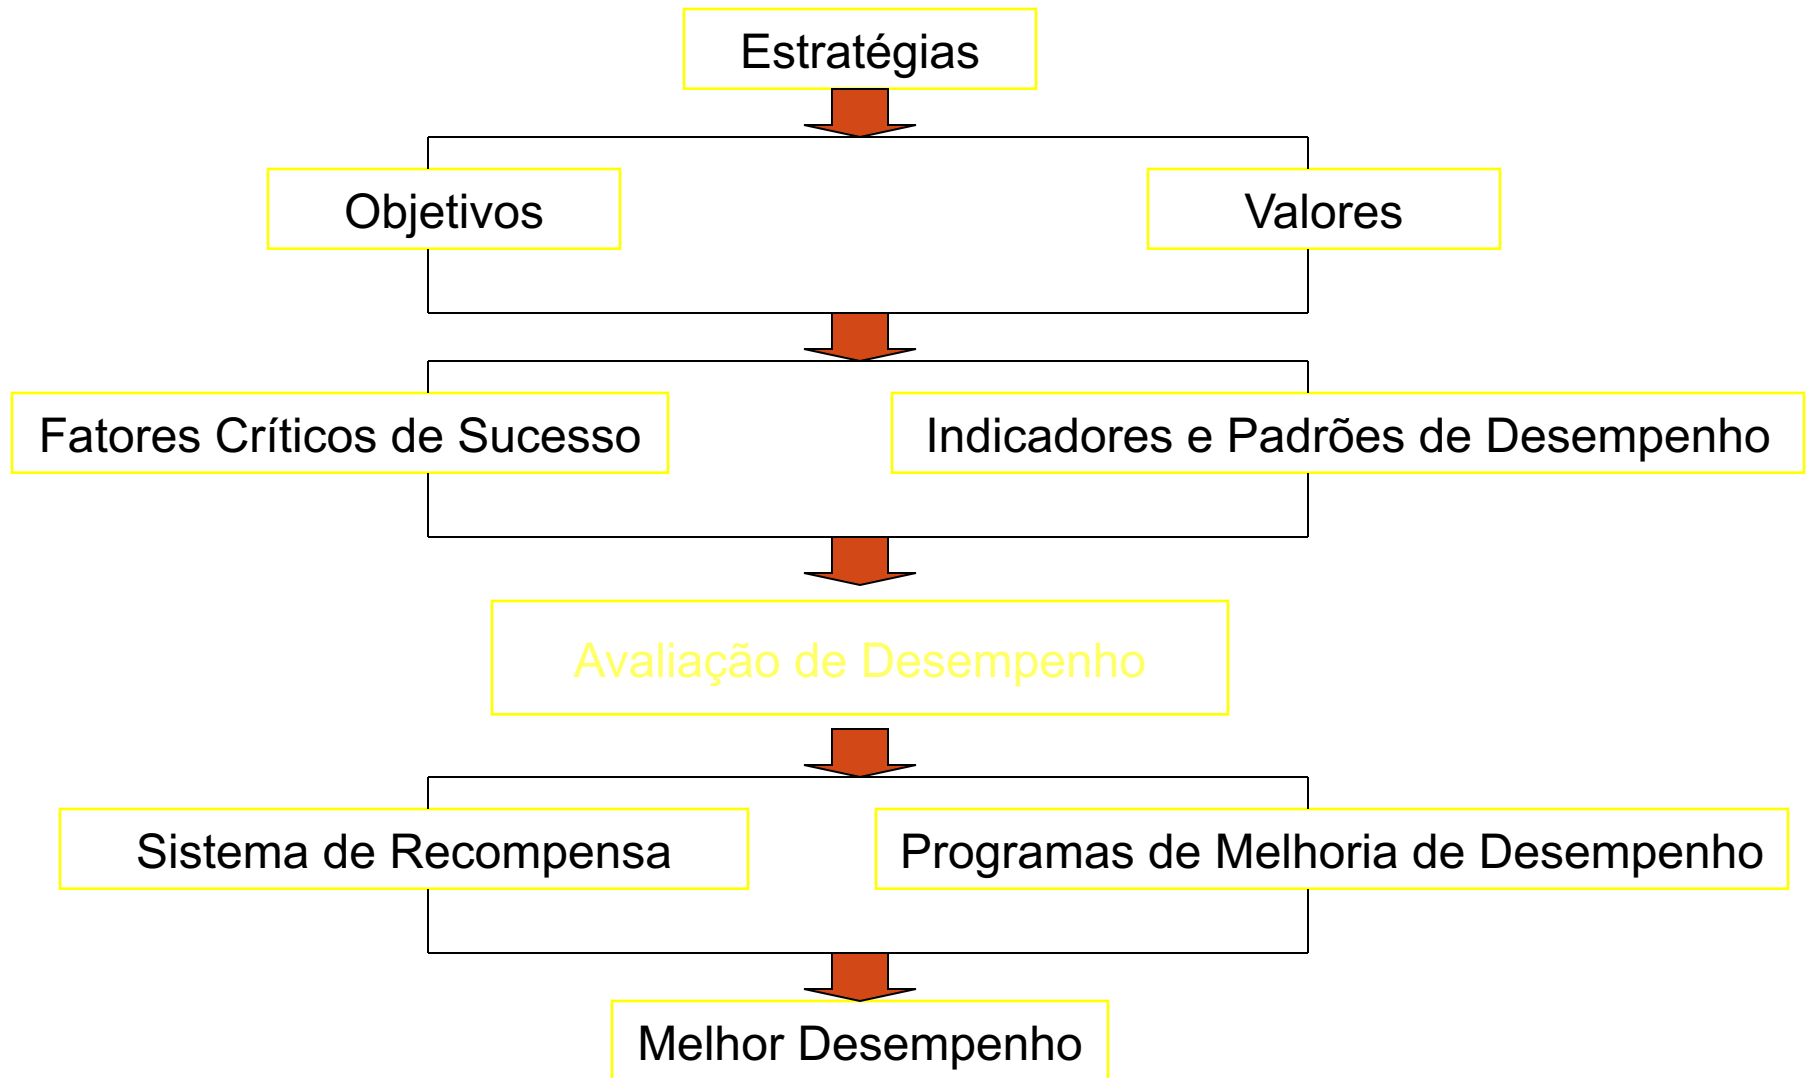 Estratégias
Objetivos
Valores
Fatores Críticos de Sucesso
Indicadores e Padrões de Desempenho
Avaliação de Desempenho
Sistema de Recompensa
Programas de Melhoria de Desempenho
Melhor Desempenho